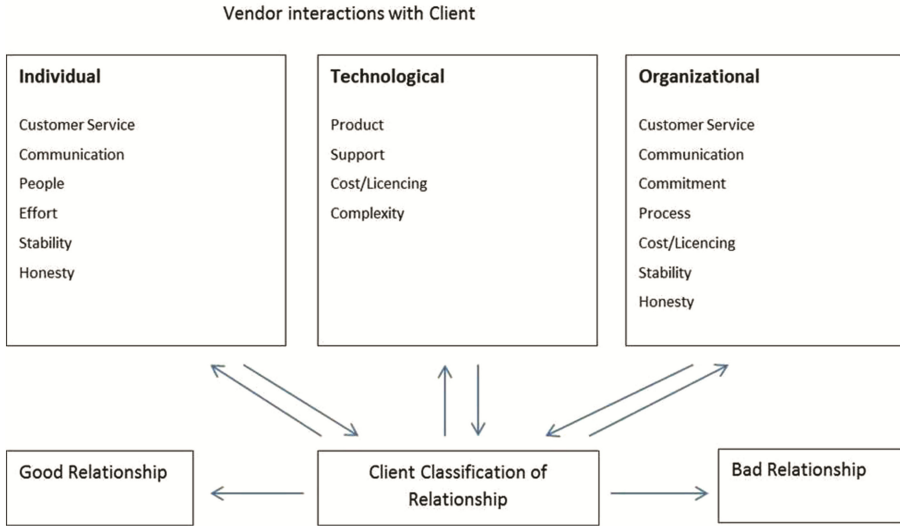 Vendor interactions with Client
Individual
Customer Service
Communication
People
Effort
Stability
Honesty
Technological
Product
Support
Cost/Licencing
Complexity
Organizational
Customer Service
Communication
Commitment
Process
Cost/Licencing
Stability
Honesty
Good Relationship
Client Classification of
Relationship
Bad Relationship